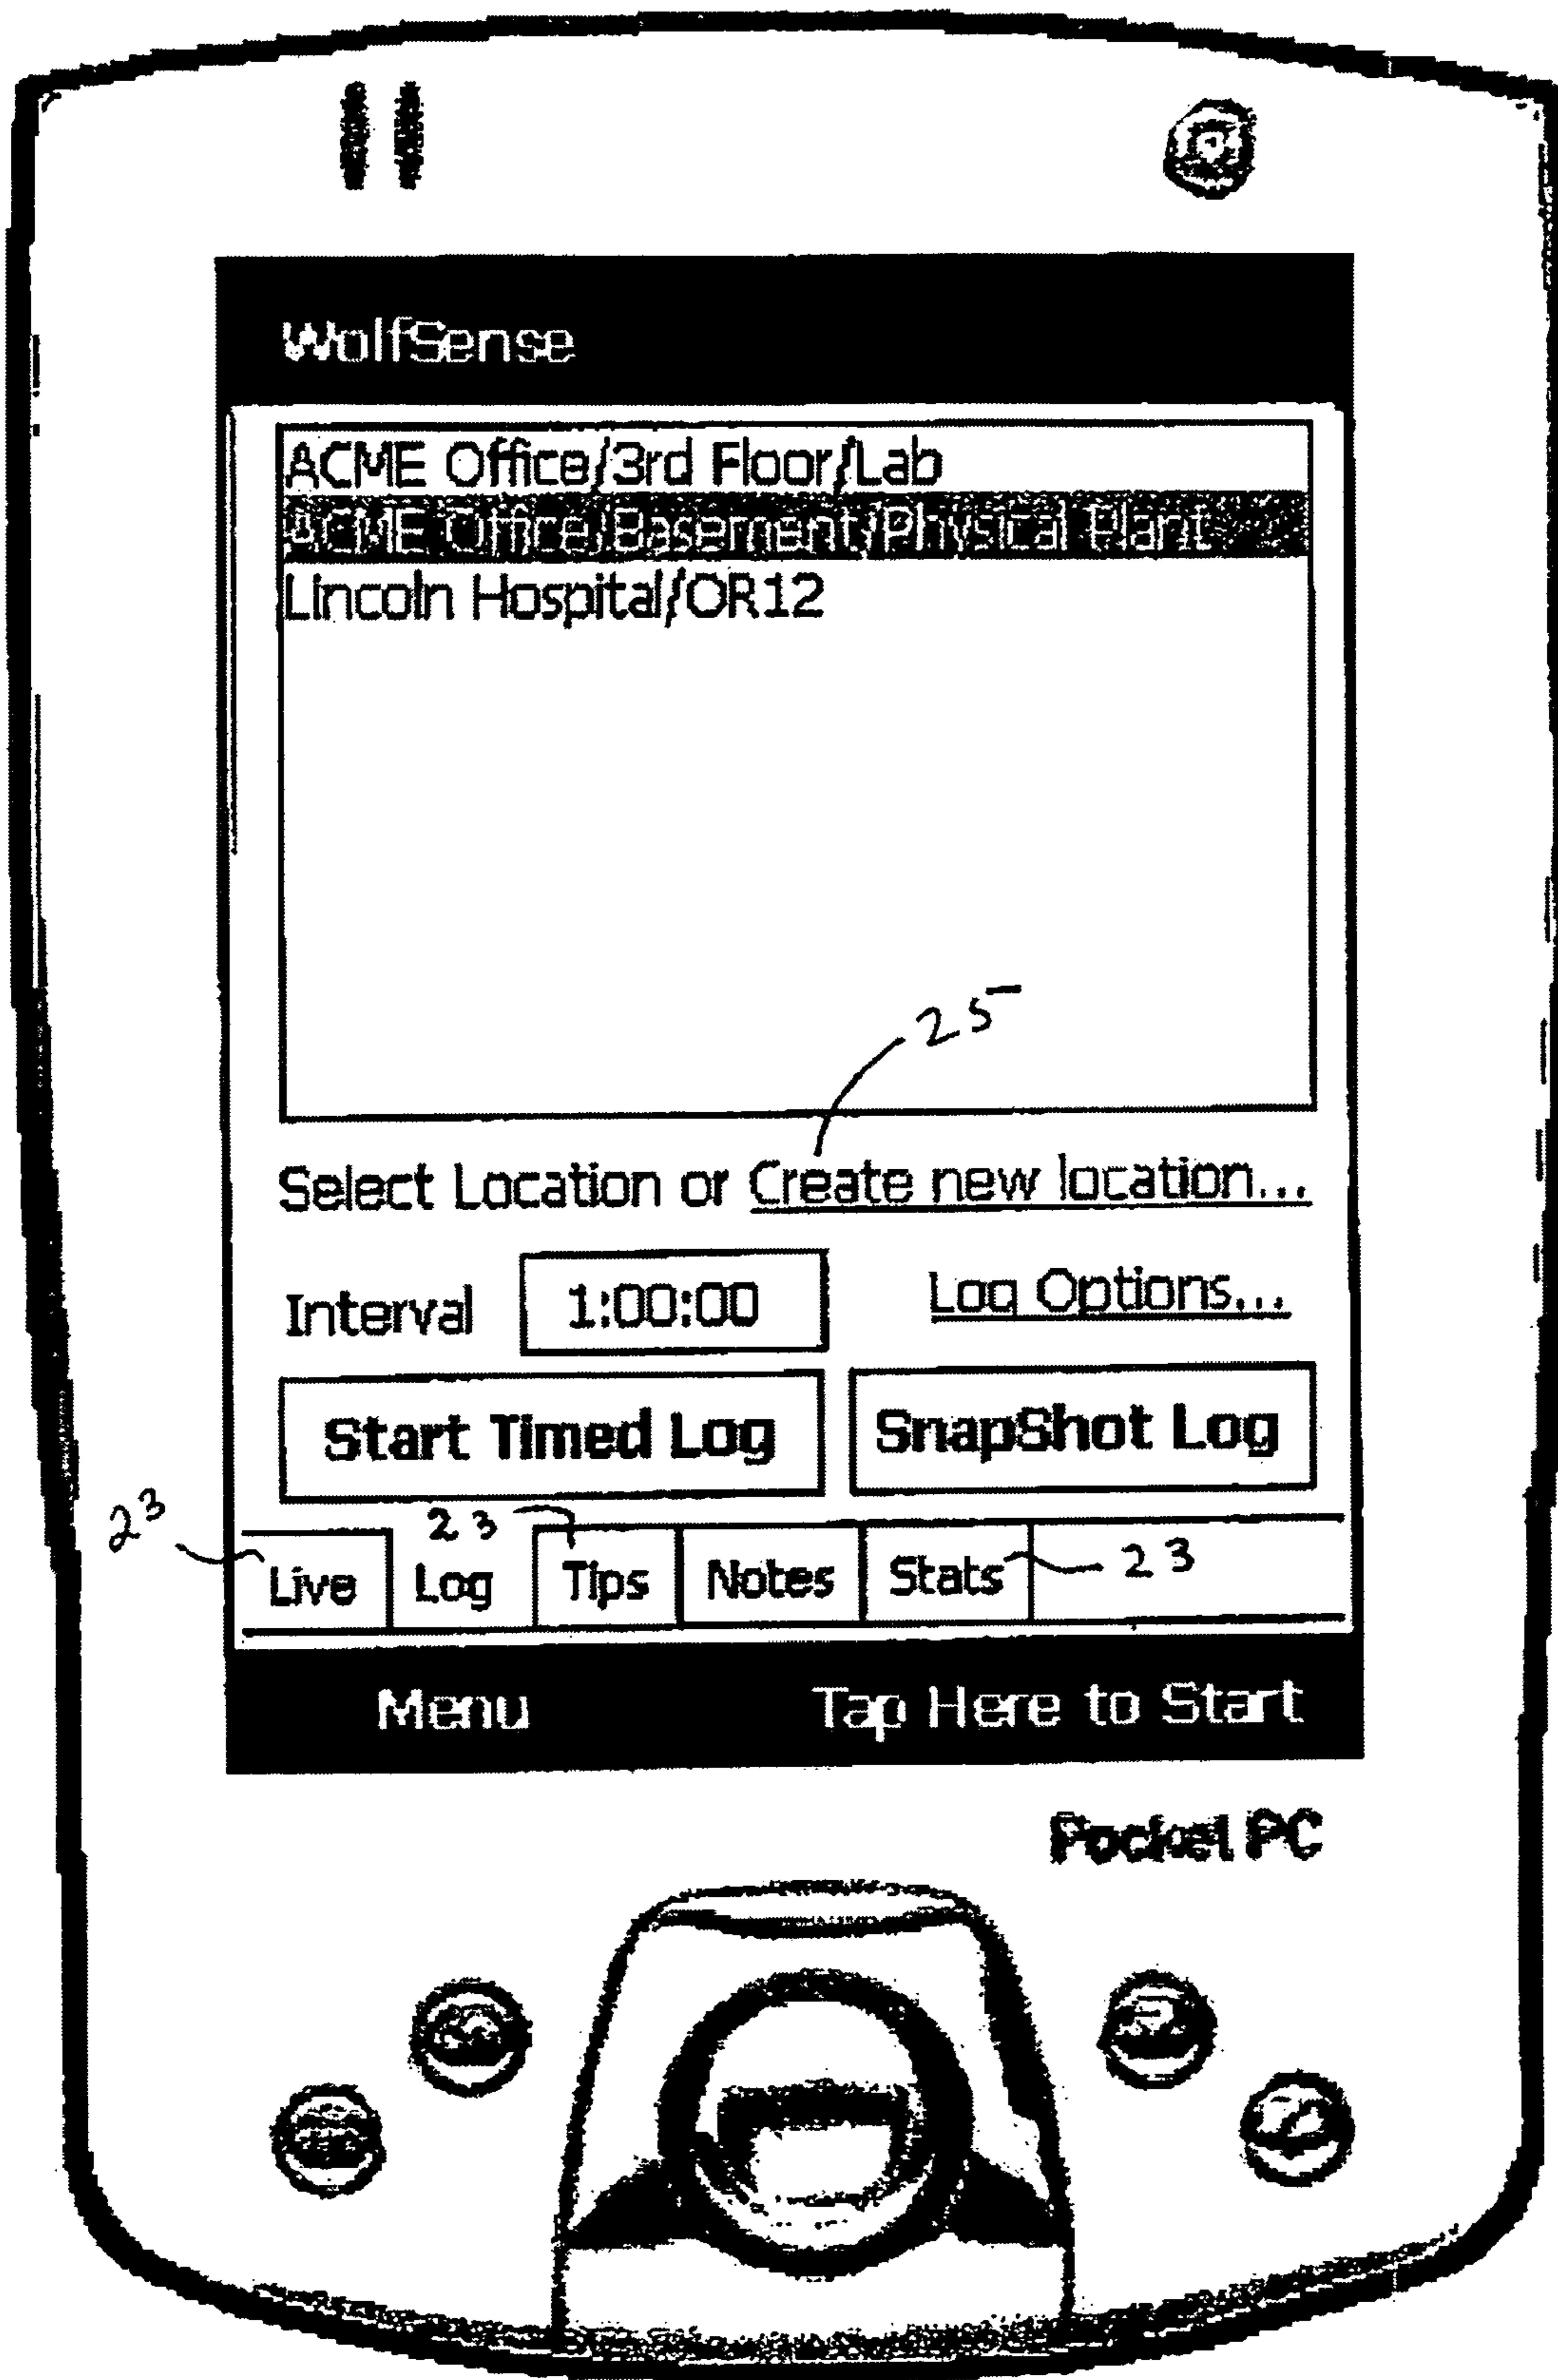 WolfSense
ACME Office/3rd Floor/Lab
ACME Office/Basement/Physical Plant
Lincoln Hospital/OR12
25
Select Location or Create new location...
Interval 1:00:00 Log Options...
Start Timed Log SnapShot Log
23 23
Live Log Tips Notes Stats 23
Menu Tap Here to Start
Pocket PC